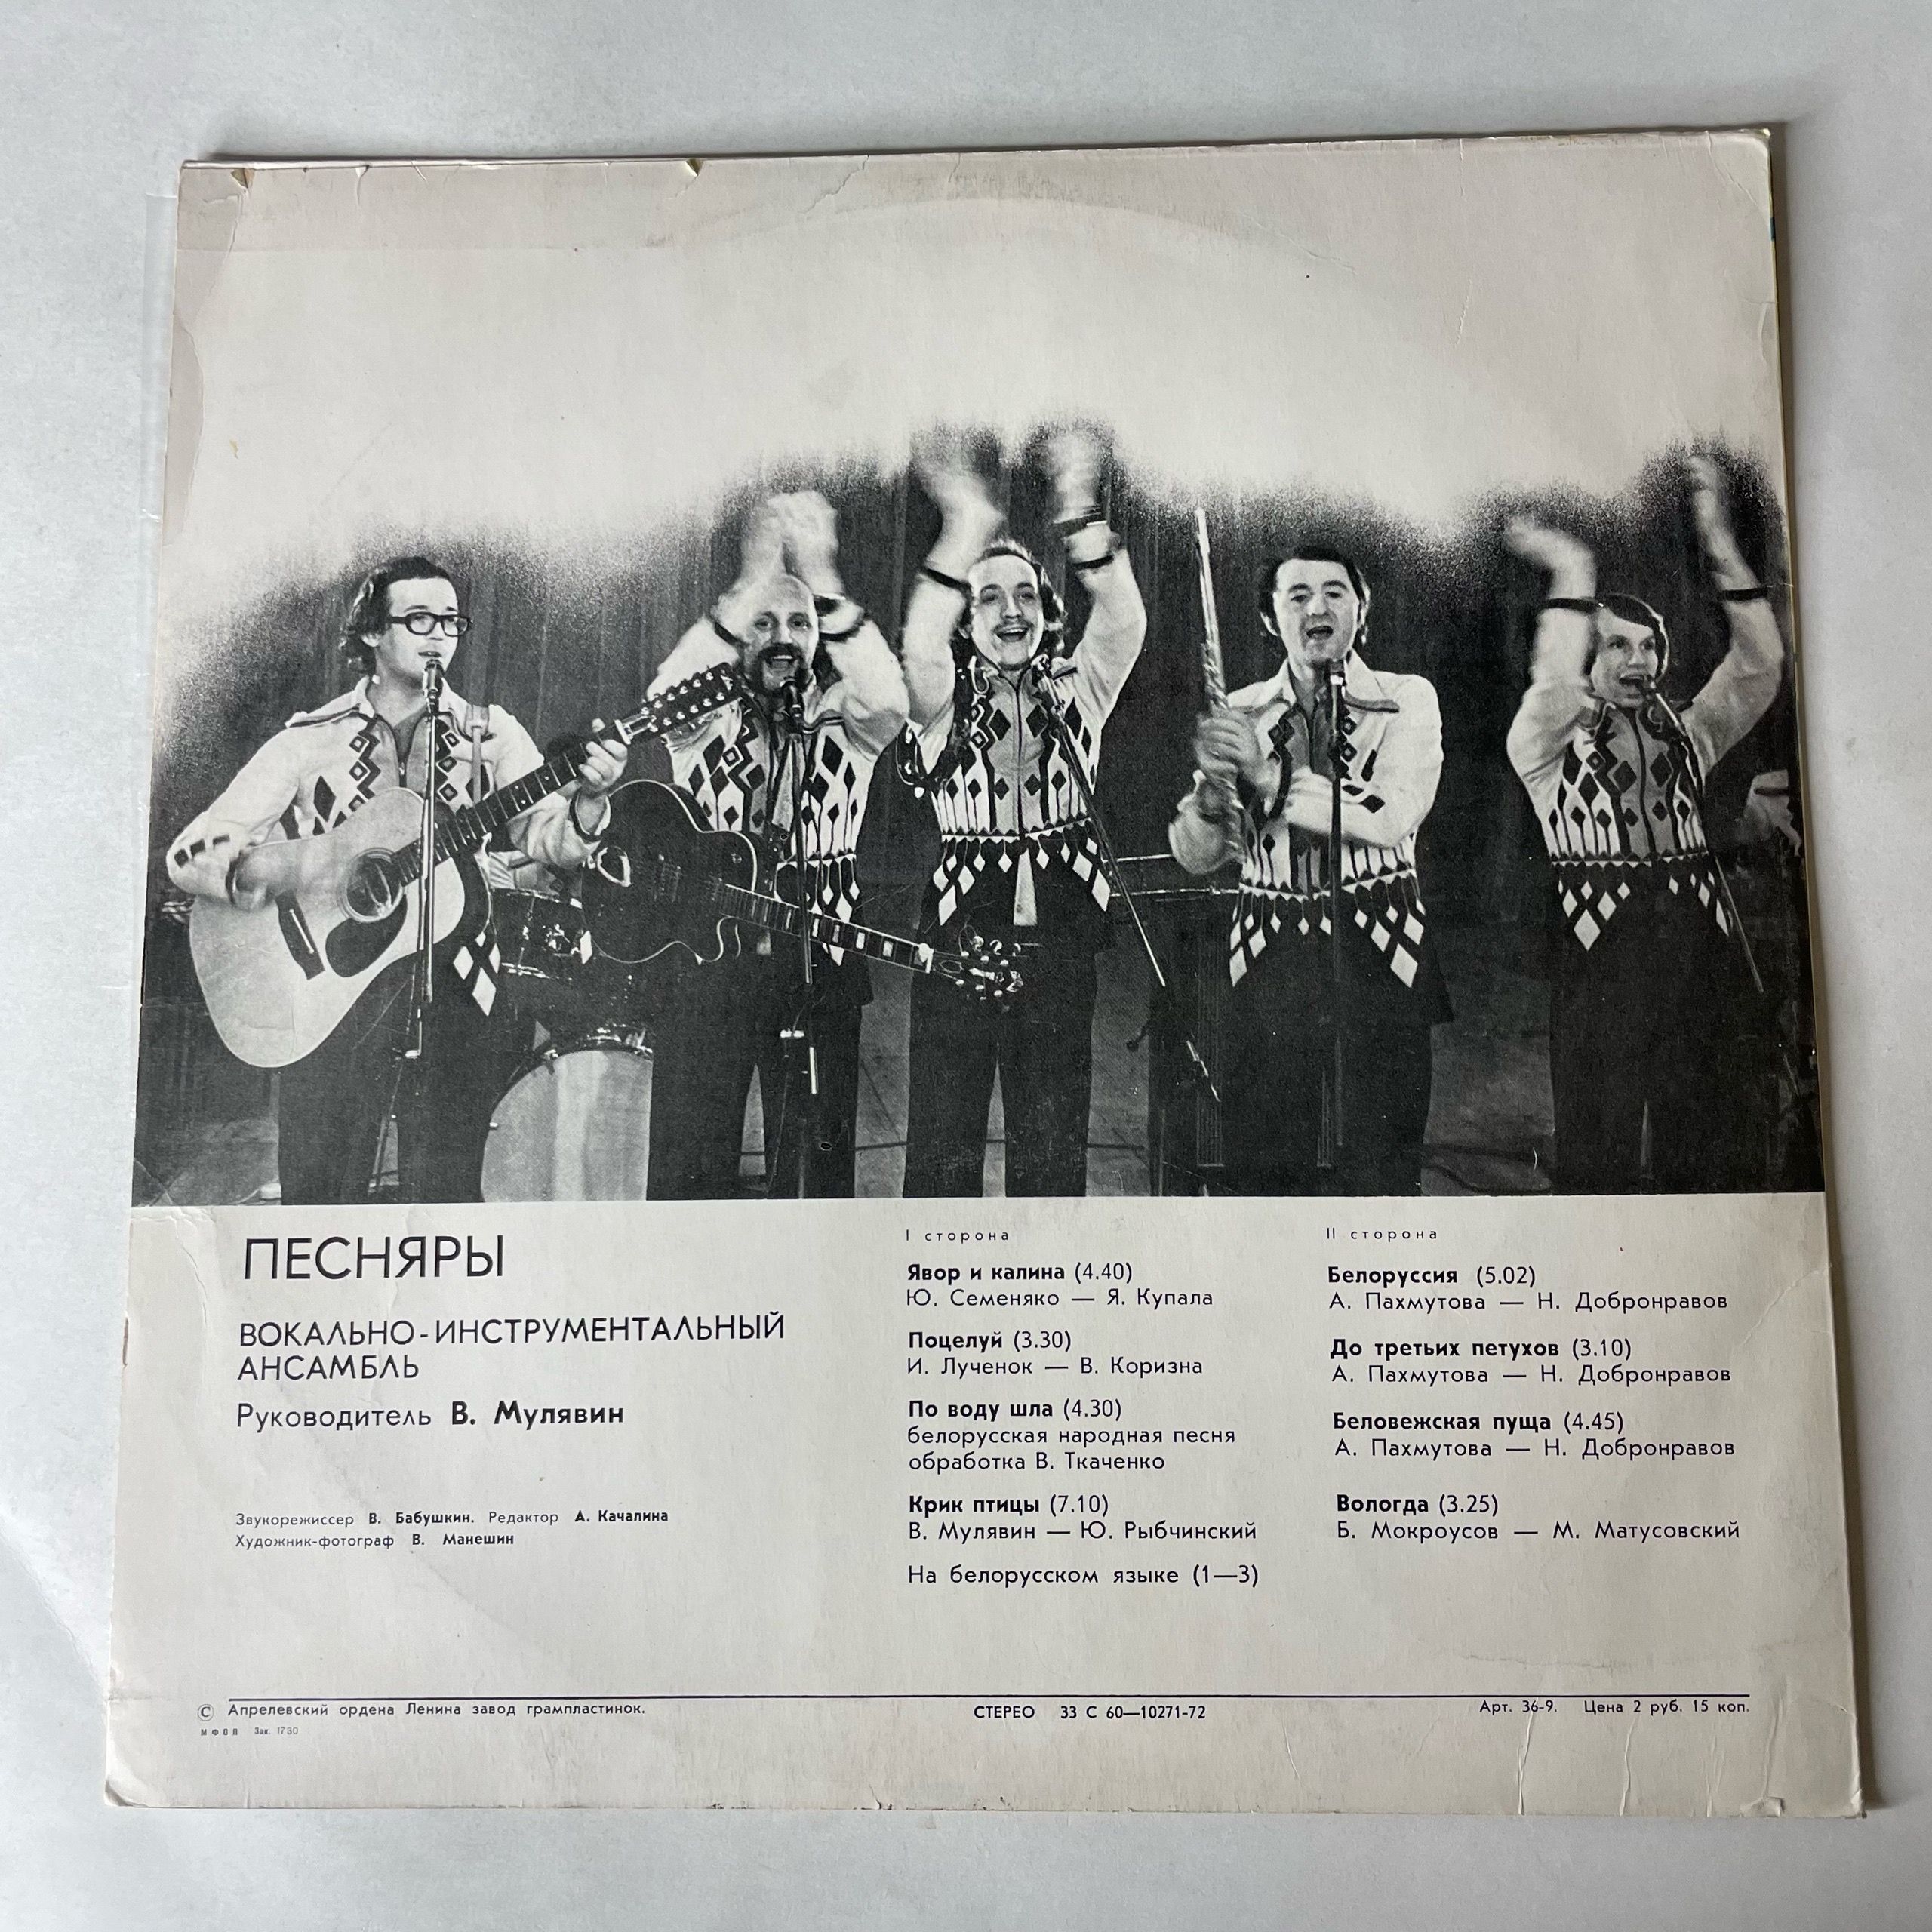 ПЕСНЯРЫ
ВОКАЛЬНО-ИНСТРУМЕНТАЛЬНЫЙ
АНСАМБЛЬ
Руководитель В. Мулявин
Звукорежиссер В. Бабушкин. Редактор А. Качалина
Художник-фотограф В. Манешин
I сторона
Явор и калина (4.40)
Ю. Семеняко — Я. Купала
Поцелуй (3.30)
И. Лученок — В. Коризна
По воду шла (4.30)
белорусская народная песня
обработка В. Ткаченко
Крик птицы (7.10)
В. Мулявин — Ю. Рыбчинский
На белорусском языке (1—3)
II сторона
Белоруссия (5.02)
А. Пахмутова — Н. Добронравов
До третьих петухов (3.10)
А. Пахмутова — Н. Добронравов
Беловежская пуща (4.45)
А. Пахмутова — Н. Добронравов
Вологда (3.25)
Б. Мокроусов — М. Матусовский
© Апрелевский ордена Ленина завод грампластинок.
СТЕРЕО 33 С 60—10271-72
Арт. 36-9. Цена 2 руб. 15 коп.
МФОП Зак. 1730